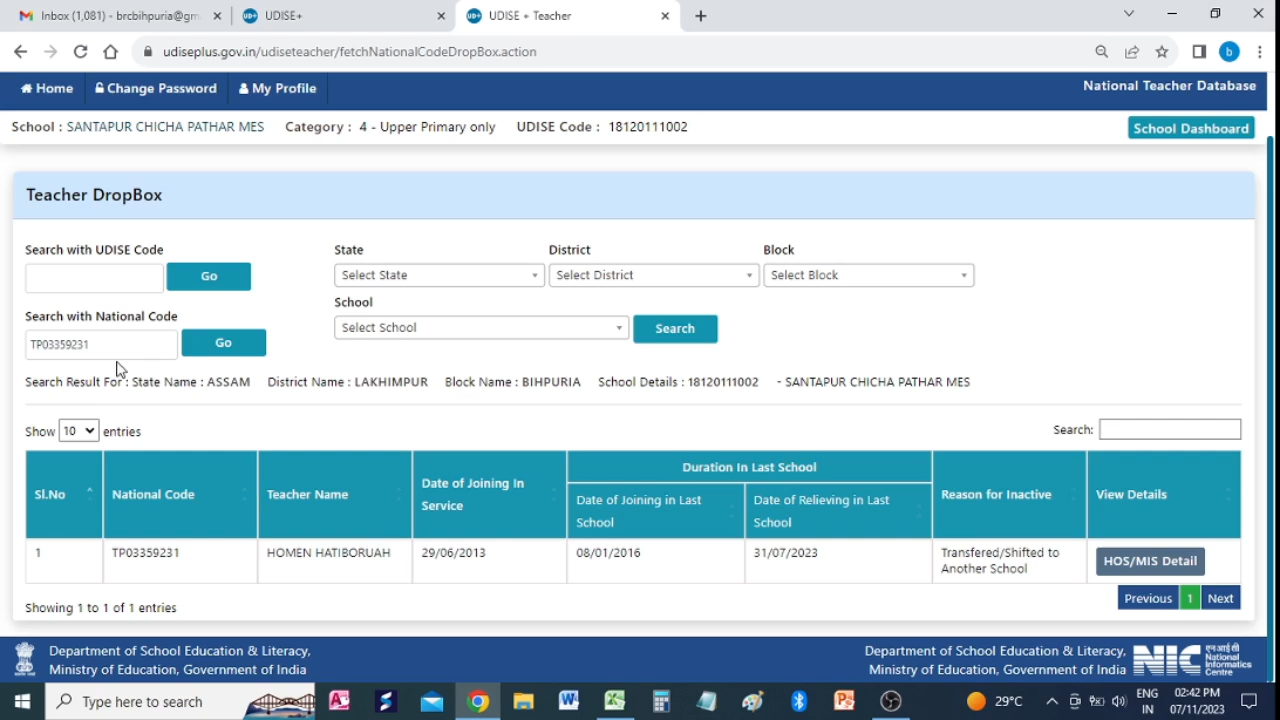 Inbox (1,081) - brcbihpuria@gm
UDISE+
UDISE + Teacher
udiseplus.gov.in/udiseteacher/fetchNationalCodeDropBox.action
b
Home
Change Password
My Profile
National Teacher Database
School : SANTAPUR CHICHA PATHAR MES
Category : 4 - Upper Primary only
UDISE Code : 18120111002
School Dashboard
Teacher DropBox
Search with UDISE Code
State
District
Block
Go
Select State
Select District
Select Block
Search with National Code
School
TP03359231
Go
Select School
Search
Search Result For : State Name : ASSAM District Name : LAKHIMPUR Block Name : BIHPURIA School Details : 18120111002 - SANTAPUR CHICHA PATHAR MES
Show 10 entries
Search:
Sl.No
National Code
Teacher Name
Date of Joining In
Service
Duration In Last School
Date of Joining in Last
School
Date of Relieving in Last
School
Reason for Inactive
View Details
1
TP03359231
HOMEN HATIBORUAH
29/06/2013
08/01/2016
31/07/2023
Transfered/Shifted to
Another School
HOS/MIS Detail
Showing 1 to 1 of 1 entries
Previous 1 Next
Department of School Education & Literacy,
Ministry of Education, Government of India
Department of School Education & Literacy,
Ministry of Education, Government of India
NIC
एन आई सी
National
Informatics
Centre
Type here to search
29°C
ENG
IN
02:42 PM
07/11/2023